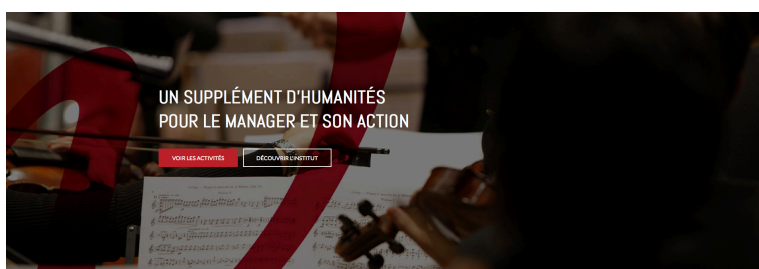 UN SUPPLÉMENT D'HUMANITÉS
POUR LE MANAGER ET SON ACTION
VOIR LES ACTIVITÉS
DÉCOUVRIR L'INSTITUT